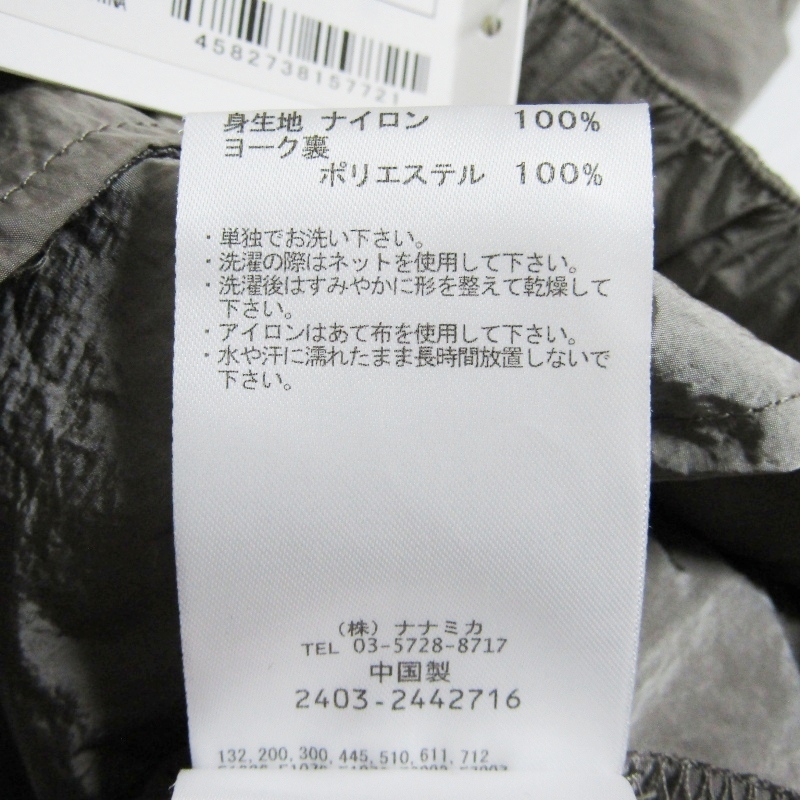 4582738157721
身生地 ナイロン 100%
ヨーク裏
ポリエステル 100%
・単独でお洗い下さい。
・洗濯の際はネットを使用して下さい。
・洗濯後はすみやかに形を整えて乾燥して
下さい。
・アイロンはあて布を使用して下さい。
・水や汗に濡れたまま長時間放置しないで
下さい。
(株) ナナミカ
TEL 03-5728-8717
中国製
2403-2442716
132,200,300,445,510,611,712